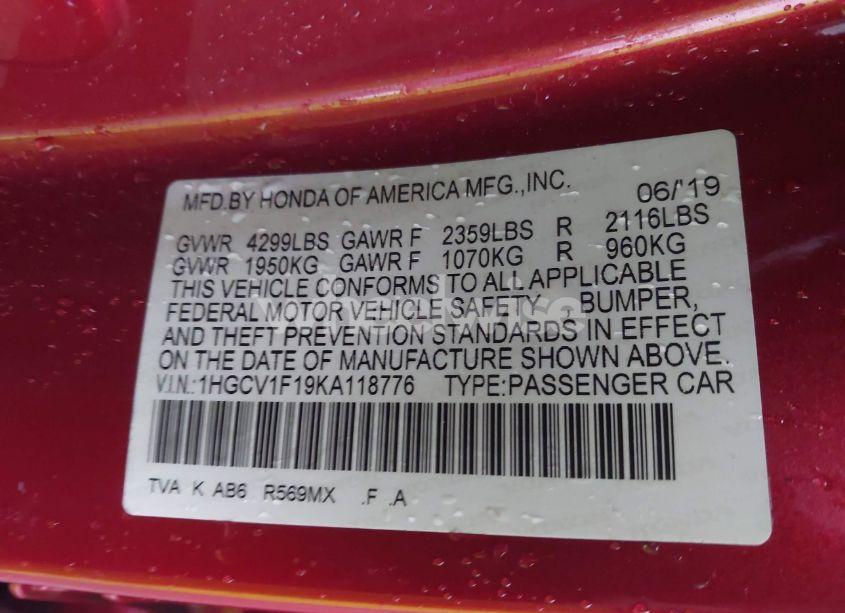 MFD.BY HONDA OF AMERICA MFG.,INC. 06/'19
GVWR 4299LBS GAWR F 2359LBS R 2116LBS
GVWR 1950KG GAWR F 1070KG R 960KG
THIS VEHICLE CONFORMS TO ALL APPLICABLE
FEDERAL MOTOR VEHICLE SAFETY, BUMPER,
AND THEFT PREVENTION STANDARDS IN EFFECT
ON THE DATE OF MANUFACTURE SHOWN ABOVE.
V.I.N.:1HGCV1F19KA118776 TYPE:PASSENGER CAR
TVA K AB6 R569MX .F .A